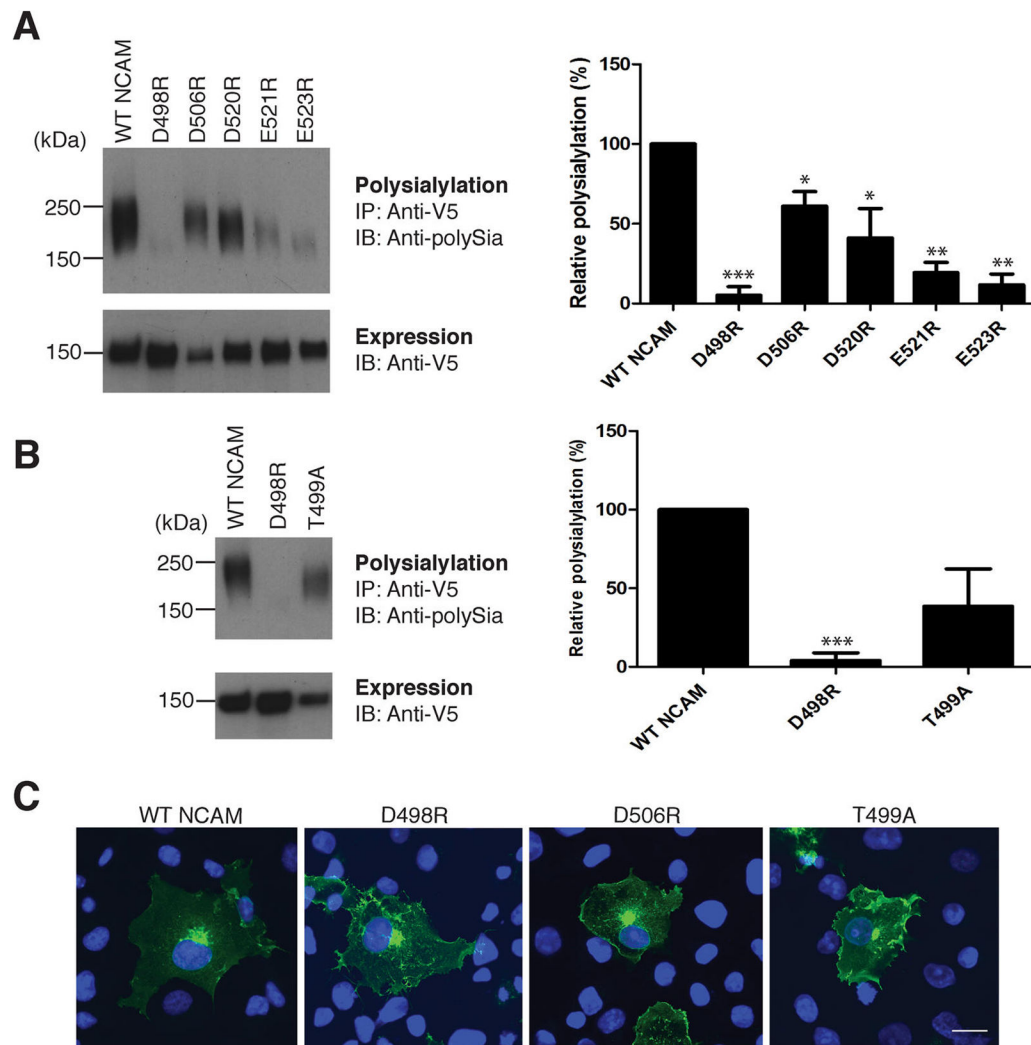 A
WT NCAM
D498R
D506R
D520R
E521R
E523R
(kDa)
250
150
Polysialylation
IP: Anti-V5
IB: Anti-polySia
150
Expression
IB: Anti-V5
Relative polysialylation (%)
150
100
50
0
***
*
*
**
**
WT NCAM
D498R
D506R
D520R
E521R
E523R
B
WT NCAM
D498R
T499A
(kDa)
250
150
Polysialylation
IP: Anti-V5
IB: Anti-polySia
150
Expression
IB: Anti-V5
Relative polysialylation (%)
150
100
50
0
***
WT NCAM
D498R
T499A
C
WT NCAM
D498R
D506R
T499A